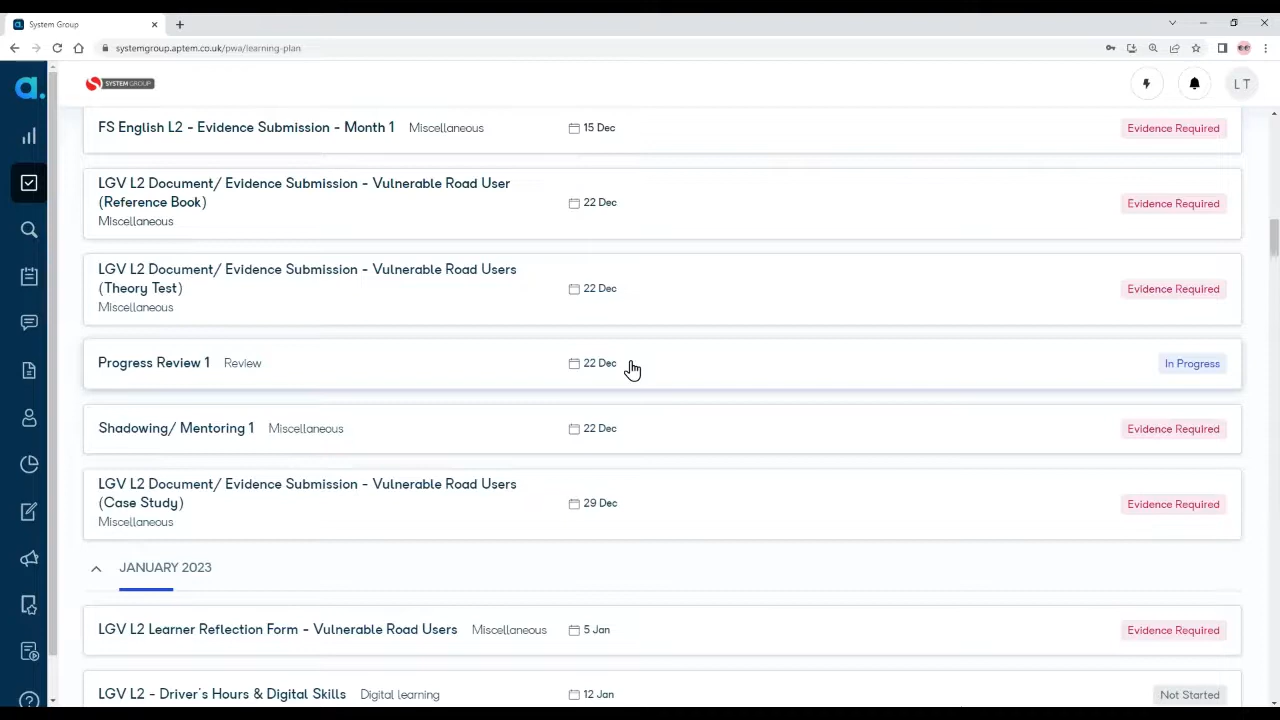 System Group
systemgroup.aptem.co.uk/pwa/learning-plan
a.
SYSTEM GROUP
LT
FS English L2 - Evidence Submission - Month 1 Miscellaneous 15 Dec Evidence Required
LGV L2 Document/ Evidence Submission - Vulnerable Road User
(Reference Book)
Miscellaneous
22 Dec
Evidence Required
LGV L2 Document/ Evidence Submission - Vulnerable Road Users
(Theory Test)
Miscellaneous
22 Dec
Evidence Required
Progress Review 1 Review 22 Dec In Progress
Shadowing/ Mentoring 1 Miscellaneous 22 Dec Evidence Required
LGV L2 Document/ Evidence Submission - Vulnerable Road Users
(Case Study)
Miscellaneous
29 Dec
Evidence Required
JANUARY 2023
LGV L2 Learner Reflection Form - Vulnerable Road Users Miscellaneous 5 Jan Evidence Required
LGV L2 - Driver's Hours & Digital Skills Digital learning 12 Jan Not Started